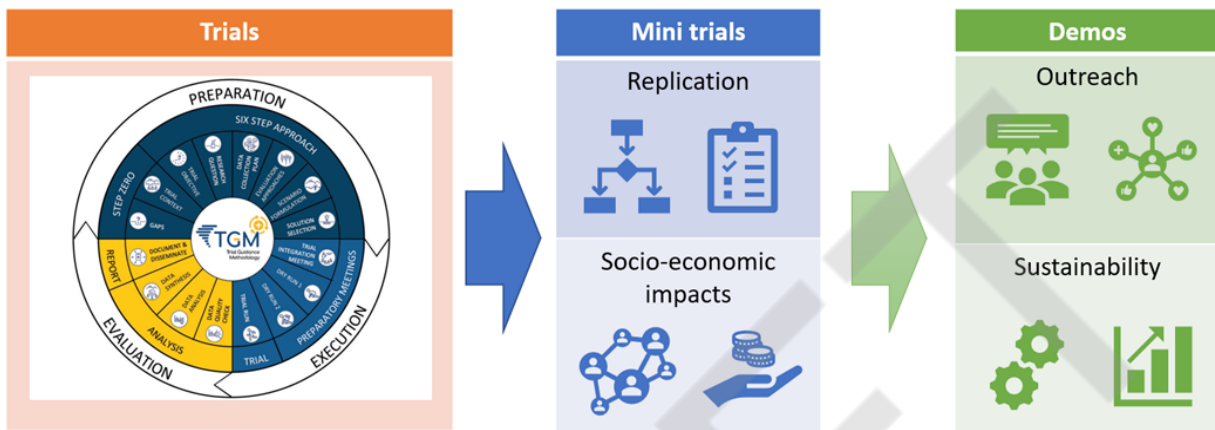 Trials
PREPARATION
SIX STEP APPROACH
STEP ZERO
GAPS
TRIAL
CONTEXT
TRIAL
OBJECTIVE
RESEARCH
QUESTION
DATA
COLLECTION
PLAN
EVALUATION
APPROACHES
SCENARIO
FORMULATION
SOLUTION
SELECTION
TGM
Trial Guidance
Methodology
EXECUTION
PREPARATORY MEETINGS
TRIAL
INTEGRATION
MEETING
DRY RUN 1
DRY RUN 2
TRIAL
TRIAL RUN
EVALUATION
ANALYSIS
DATA
QUALITY
CHECK
DATA ANALYSIS
DATA
SYNTHESIS
REPORT
DOCUMENT &
DISSEMINATE
Mini trials
Replication
Socio-economic
impacts
Demos
Outreach
Sustainability